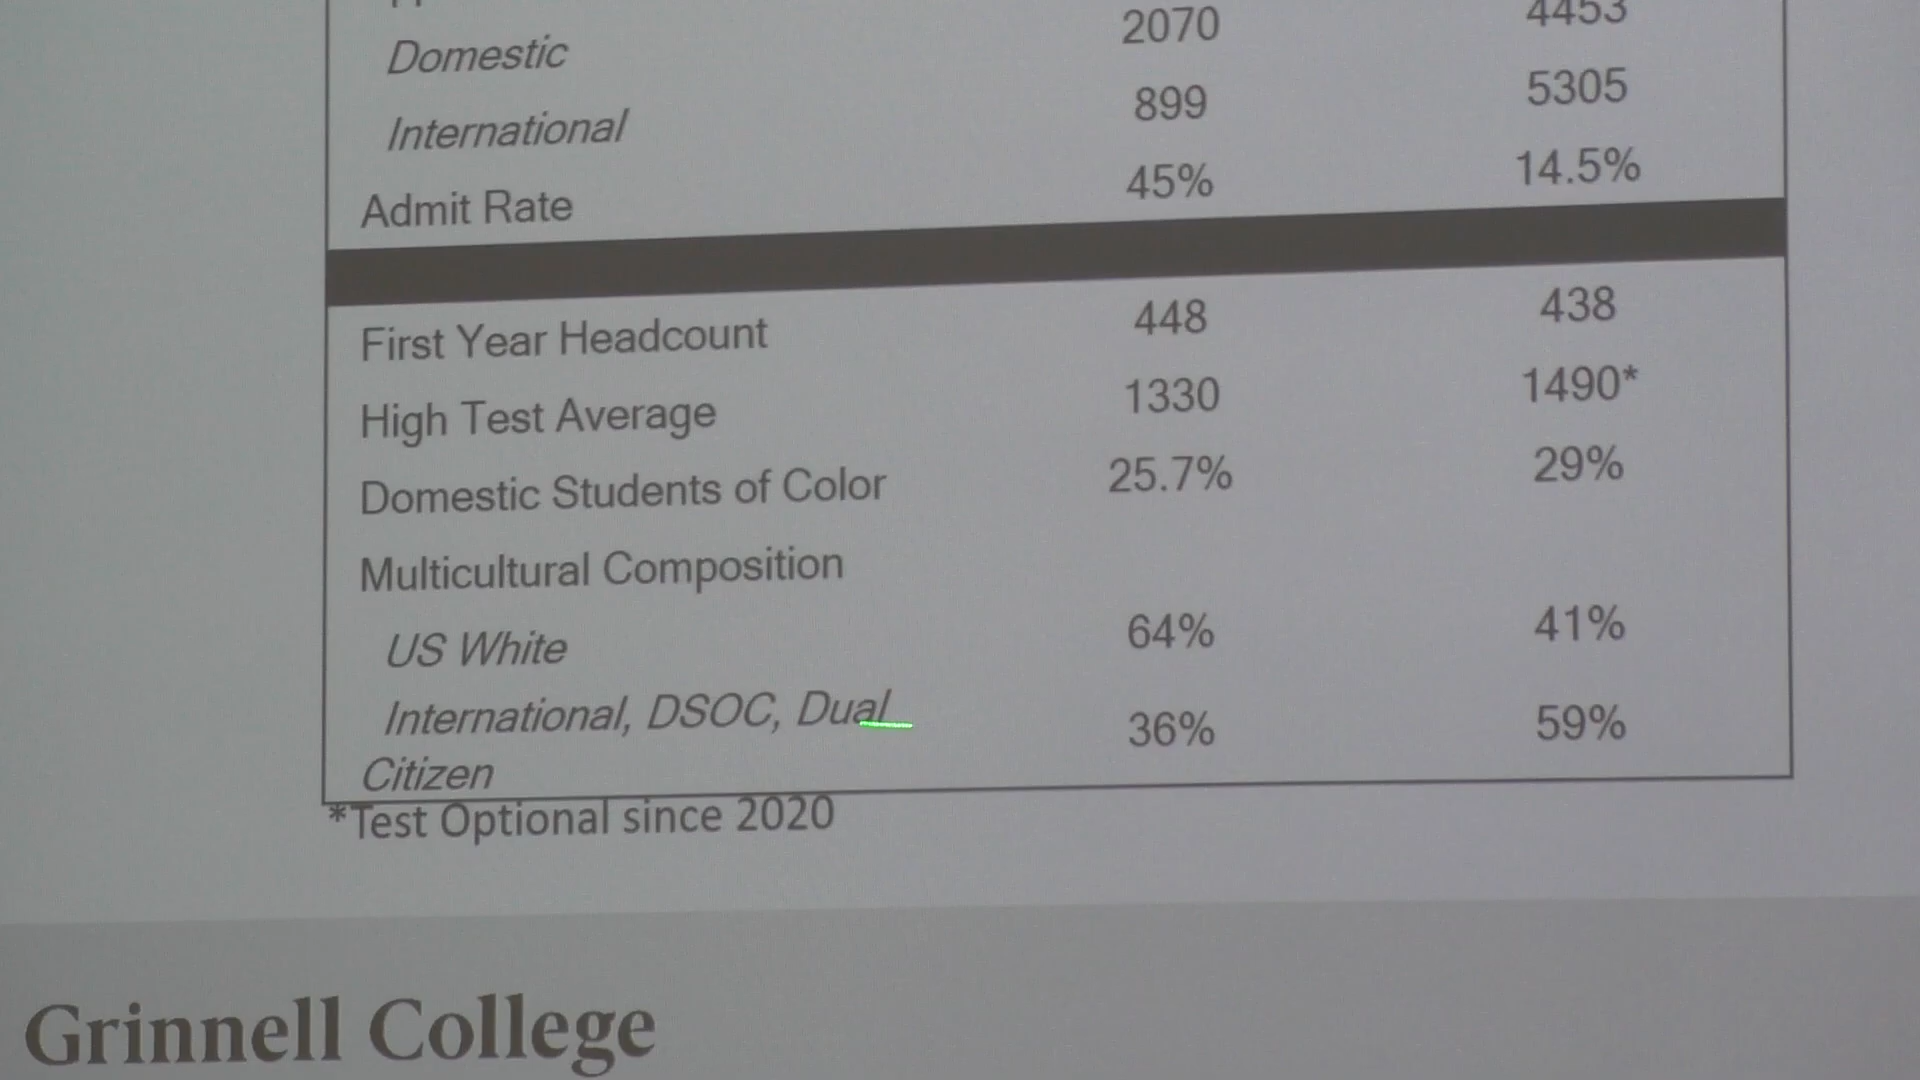 Domestic 2070 4453
International 899 5305
Admit Rate 45% 14.5%
First Year Headcount 448 438
High Test Average 1330 1490*
Domestic Students of Color 25.7% 29%
Multicultural Composition
US White 64% 41%
International, DSOC, Dual 36% 59%
Citizen
*Test Optional since 2020
Grinnell College